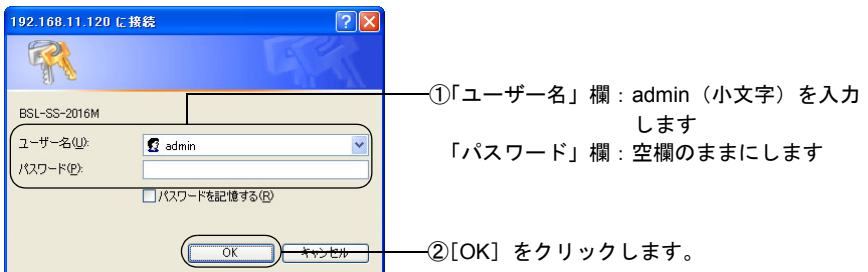 192.168.11.120 に接続
BSL-SS-2016M
ユーザー名(U):
admin
パスワード(P):
パスワードを記憶する(R)
OK
キャンセル
①「ユーザー名」欄：admin（小文字）を入力
します
「パスワード」欄：空欄のままにします
②[OK] をクリックします。